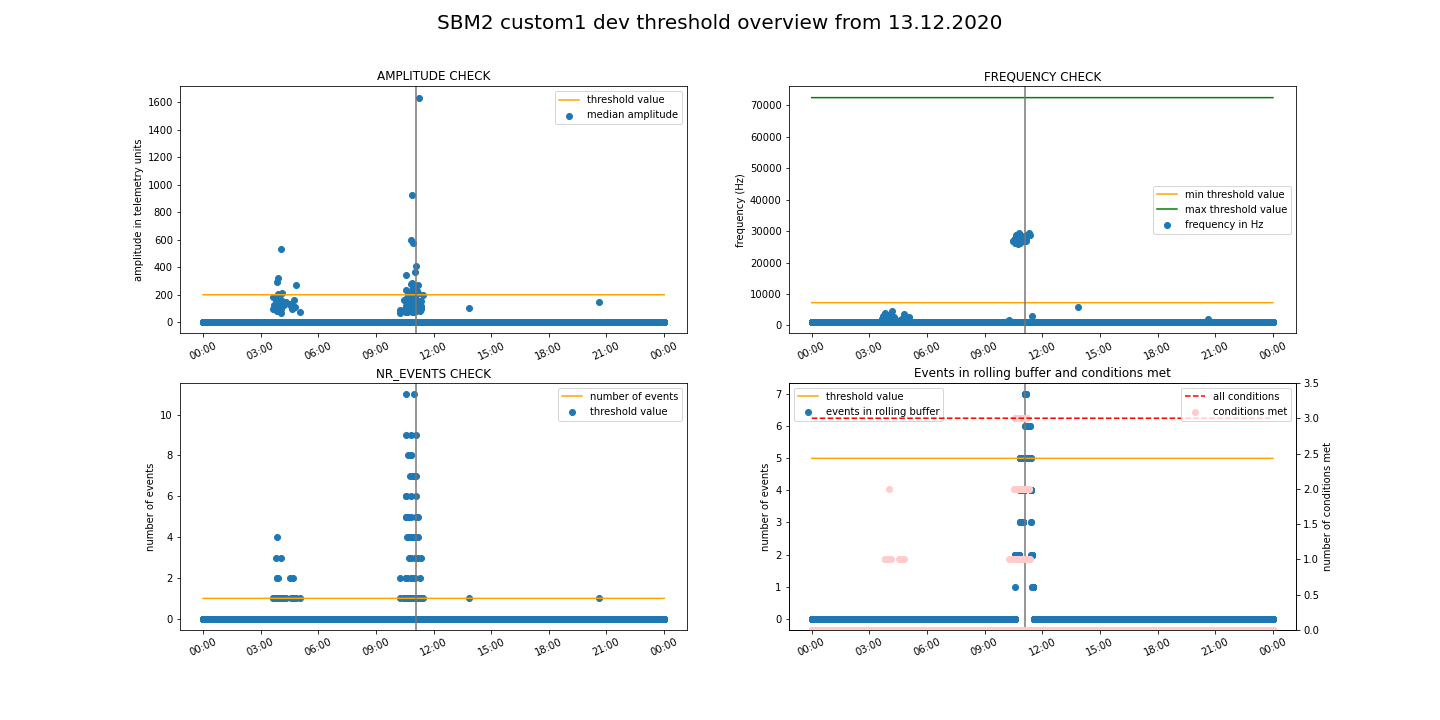 SBM2 custom1 dev threshold overview from 13.12.2020
AMPLITUDE CHECK
amplitude in telemetry units
1600
1400
1200
1000
800
600
400
200
0
threshold value
median amplitude
00:00 03:00 06:00 09:00 12:00 15:00 18:00 21:00 00:00
FREQUENCY CHECK
frequency (Hz)
70000
60000
50000
40000
30000
20000
10000
0
min threshold value
max threshold value
frequency in Hz
00:00 03:00 06:00 09:00 12:00 15:00 18:00 21:00 00:00
NR_EVENTS CHECK
number of events
10
8
6
4
2
0
number of events
threshold value
00:00 03:00 06:00 09:00 12:00 15:00 18:00 21:00 00:00
Events in rolling buffer and conditions met
number of events
7
6
5
4
3
2
1
0
threshold value
events in rolling buffer
all conditions
conditions met
3.5
3.0
2.5
2.0
1.5
1.0
0.5
0.0
number of conditions met
00:00 03:00 06:00 09:00 12:00 15:00 18:00 21:00 00:00